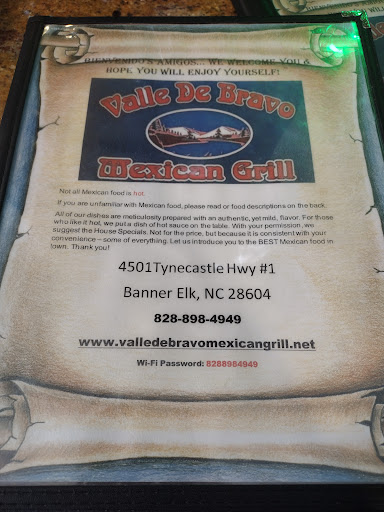 BIENVENIDO'S AMIGOS... WE WELCOME YOU &
HOPE YOU WILL ENJOY YOURSELF!
Valle De Bravo
Mexican Grill
Not all Mexican food is hot.
If you are unfamiliar with Mexican food, please read or food descriptions on the back.
All of our dishes are meticulously prepared with an authentic, yet mild, flavor. For those
who like it hot, we put a dish of hot sauce on the table. With your permission, we
suggest the House Specials. Not for the price, but because it is consistent with your
convenience – some of everything. Let us introduce you to the BEST Mexican food in
town. Thank you!
4501Tynecastle Hwy #1
Banner Elk, NC 28604
828-898-4949
www.valledebravomexicangrill.net
Wi-Fi Password: 8288984949